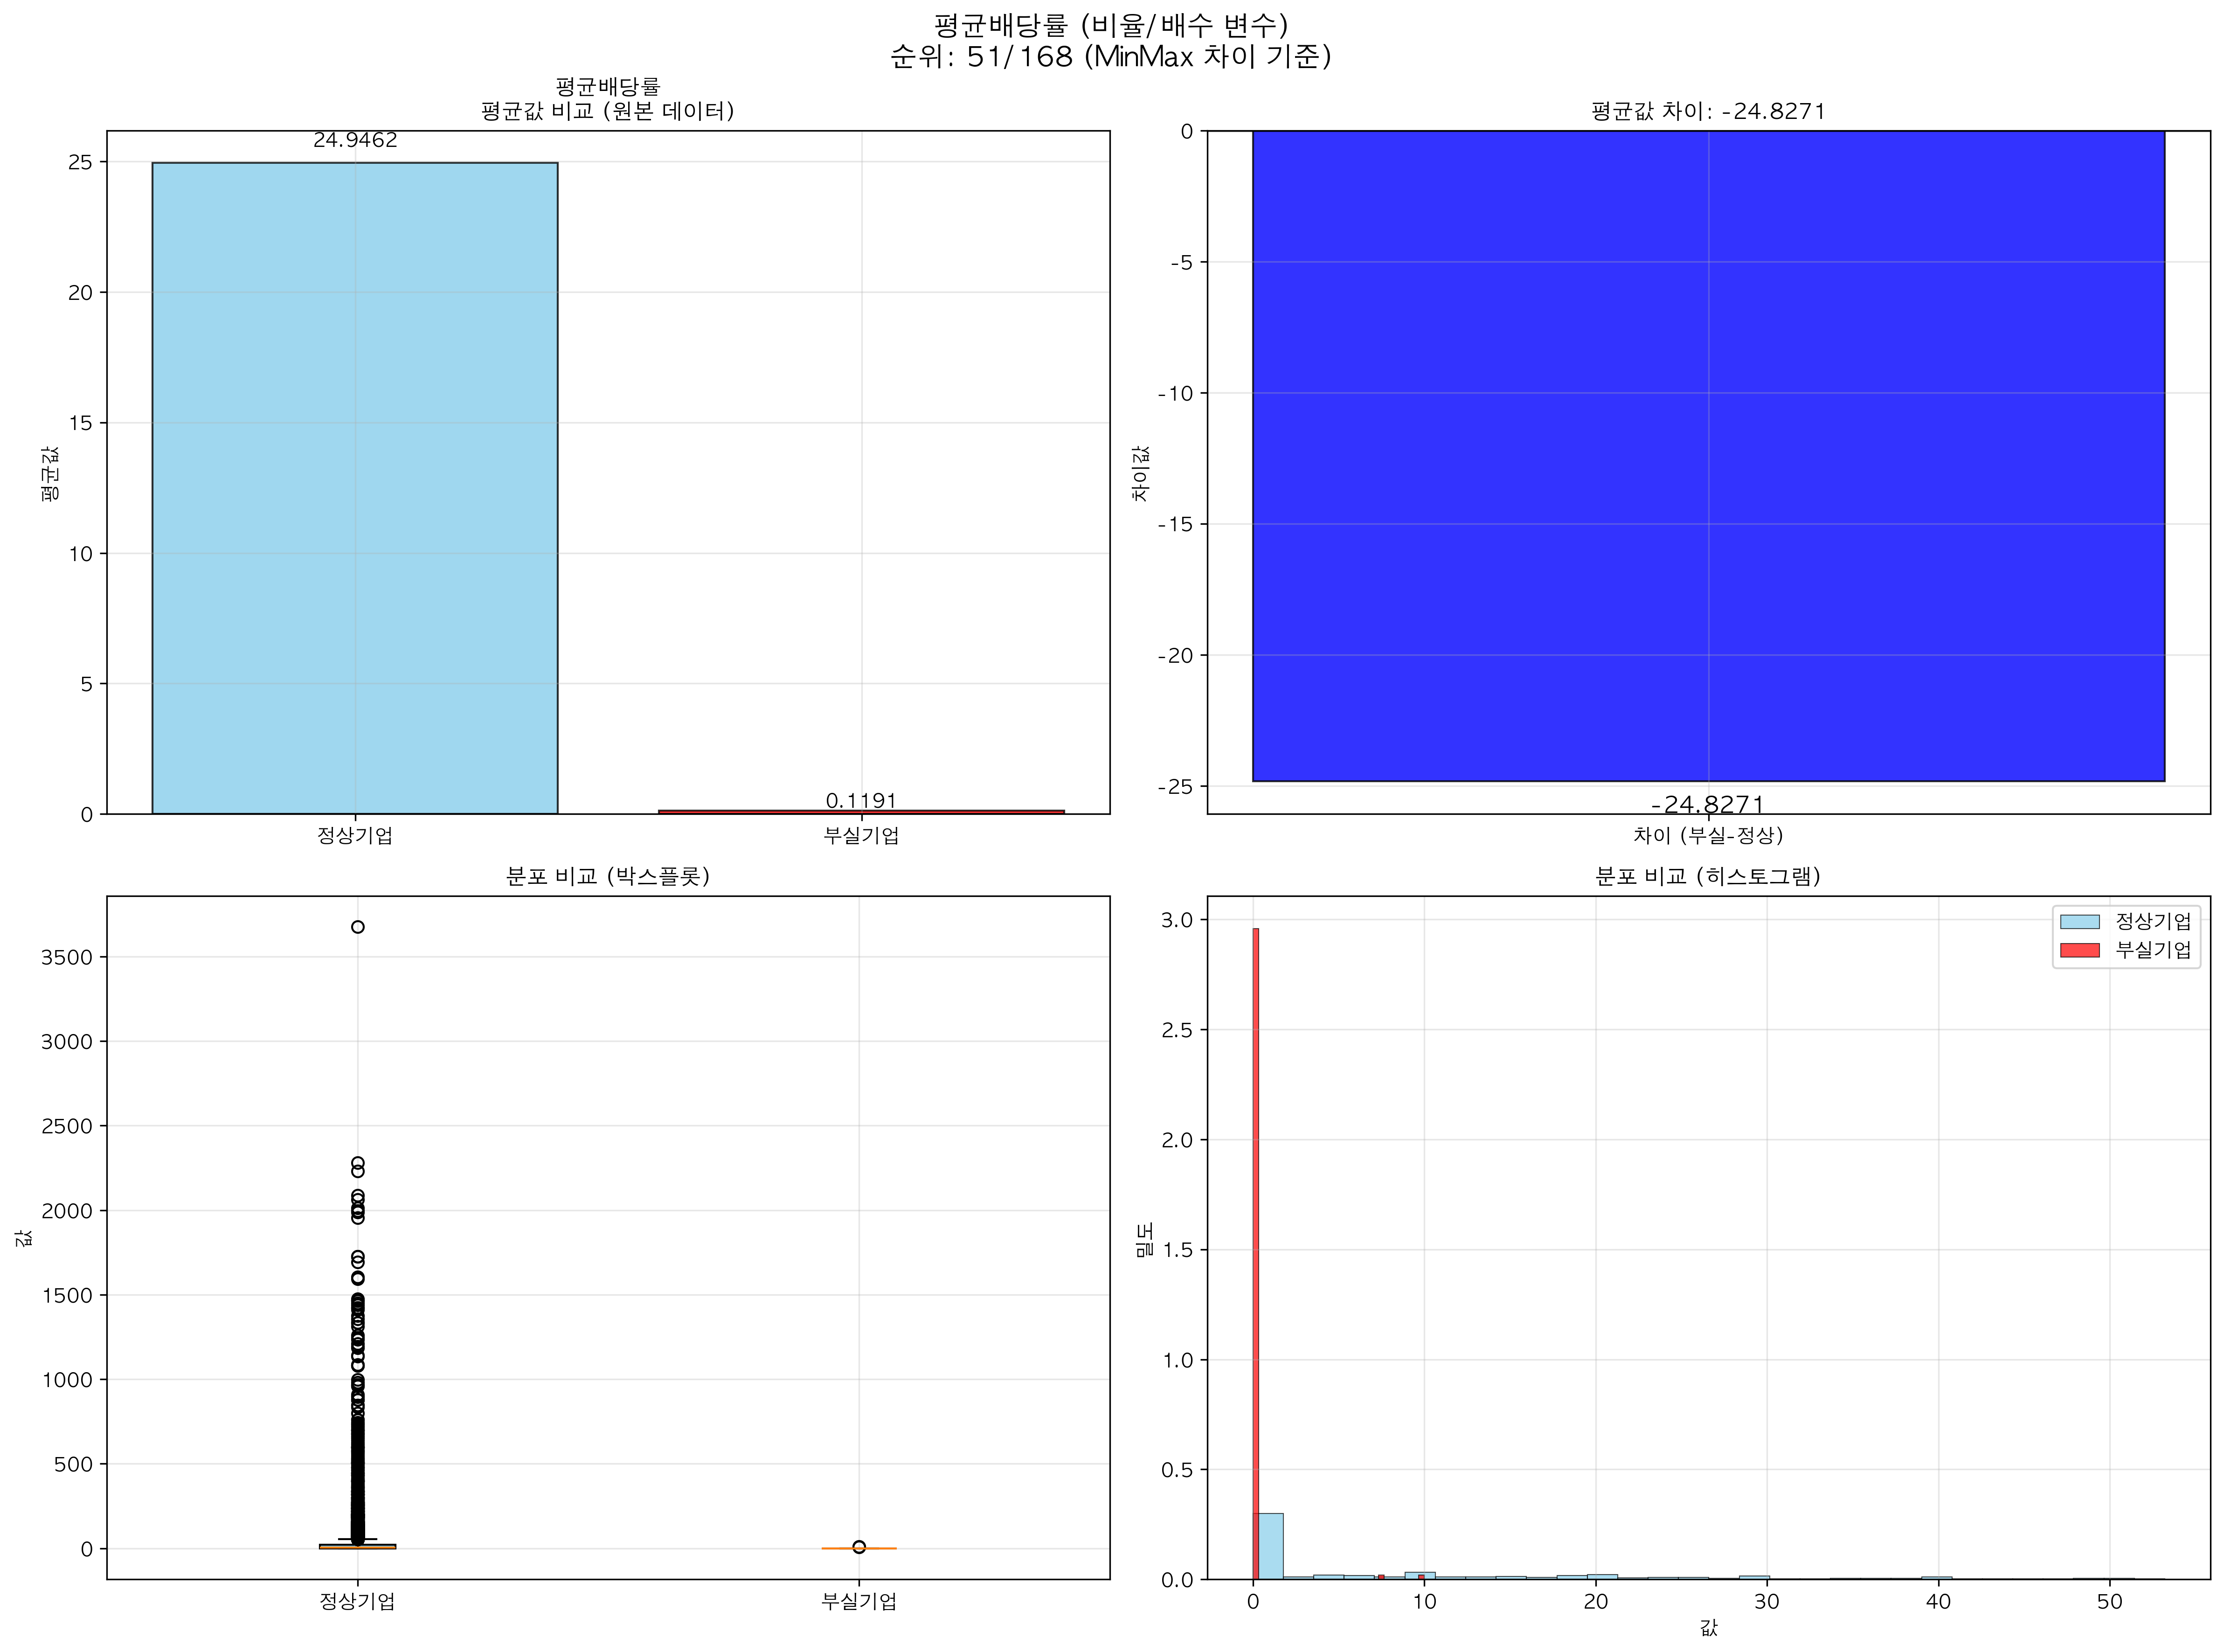 평균배당률 (비율/배수 변수)
순위: 51/168 (MinMax 차이 기준)
평균배당률
평균값 비교 (원본 데이터)
24.9462
25
20
15
10
5
0
평균값
0.1191
정상기업
부실기업
평균값 차이: -24.8271
0
-5
-10
-15
-20
-25
차이값
-24.8271
차이 (부실-정상)
분포 비교 (박스플롯)
3500
3000
2500
2000
1500
1000
500
0
값
정상기업
부실기업
분포 비교 (히스토그램)
정상기업
부실기업
3.0
2.5
2.0
1.5
1.0
0.5
0.0
밀도
0
10
20
30
40
50
값